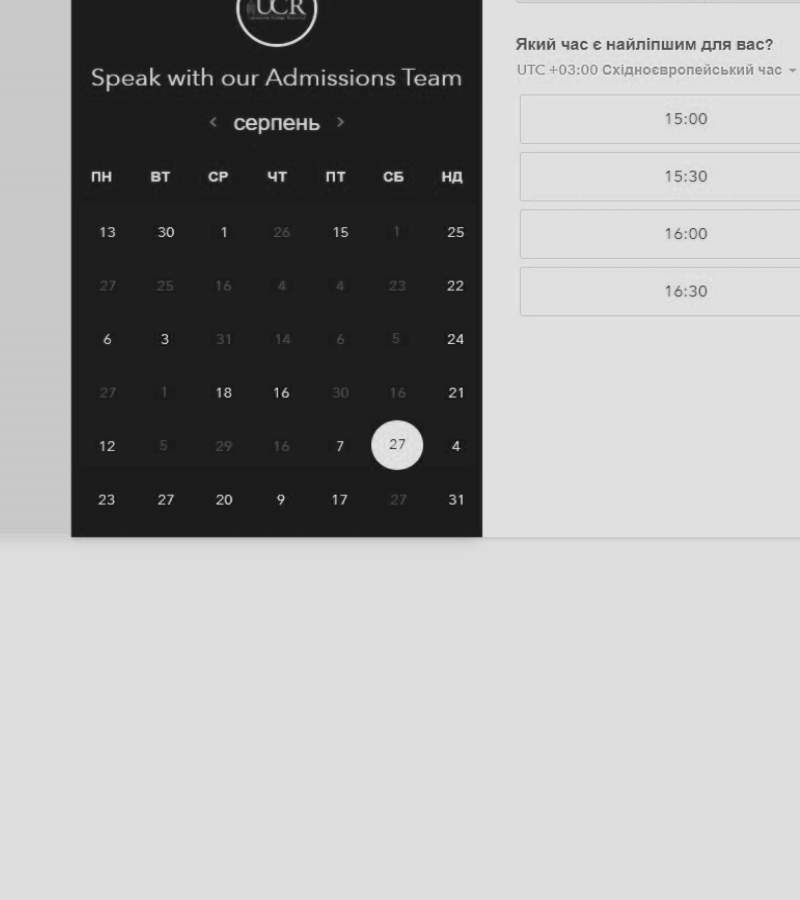 UCR
Speak with our Admissions Team
< серпень >
ПН ВТ СР ЧТ ПТ СБ НД
13 30 1 26 15 1 25
27 25 16 4 4 23 22
6 3 31 14 6 5 24
27 1 18 16 30 16 21
12 5 29 16 7 27 4
23 27 20 9 17 27 31
Який час є найліпшим для вас?
UTC +03:00 Східноєвропейський час
15:00
15:30
16:00
16:30